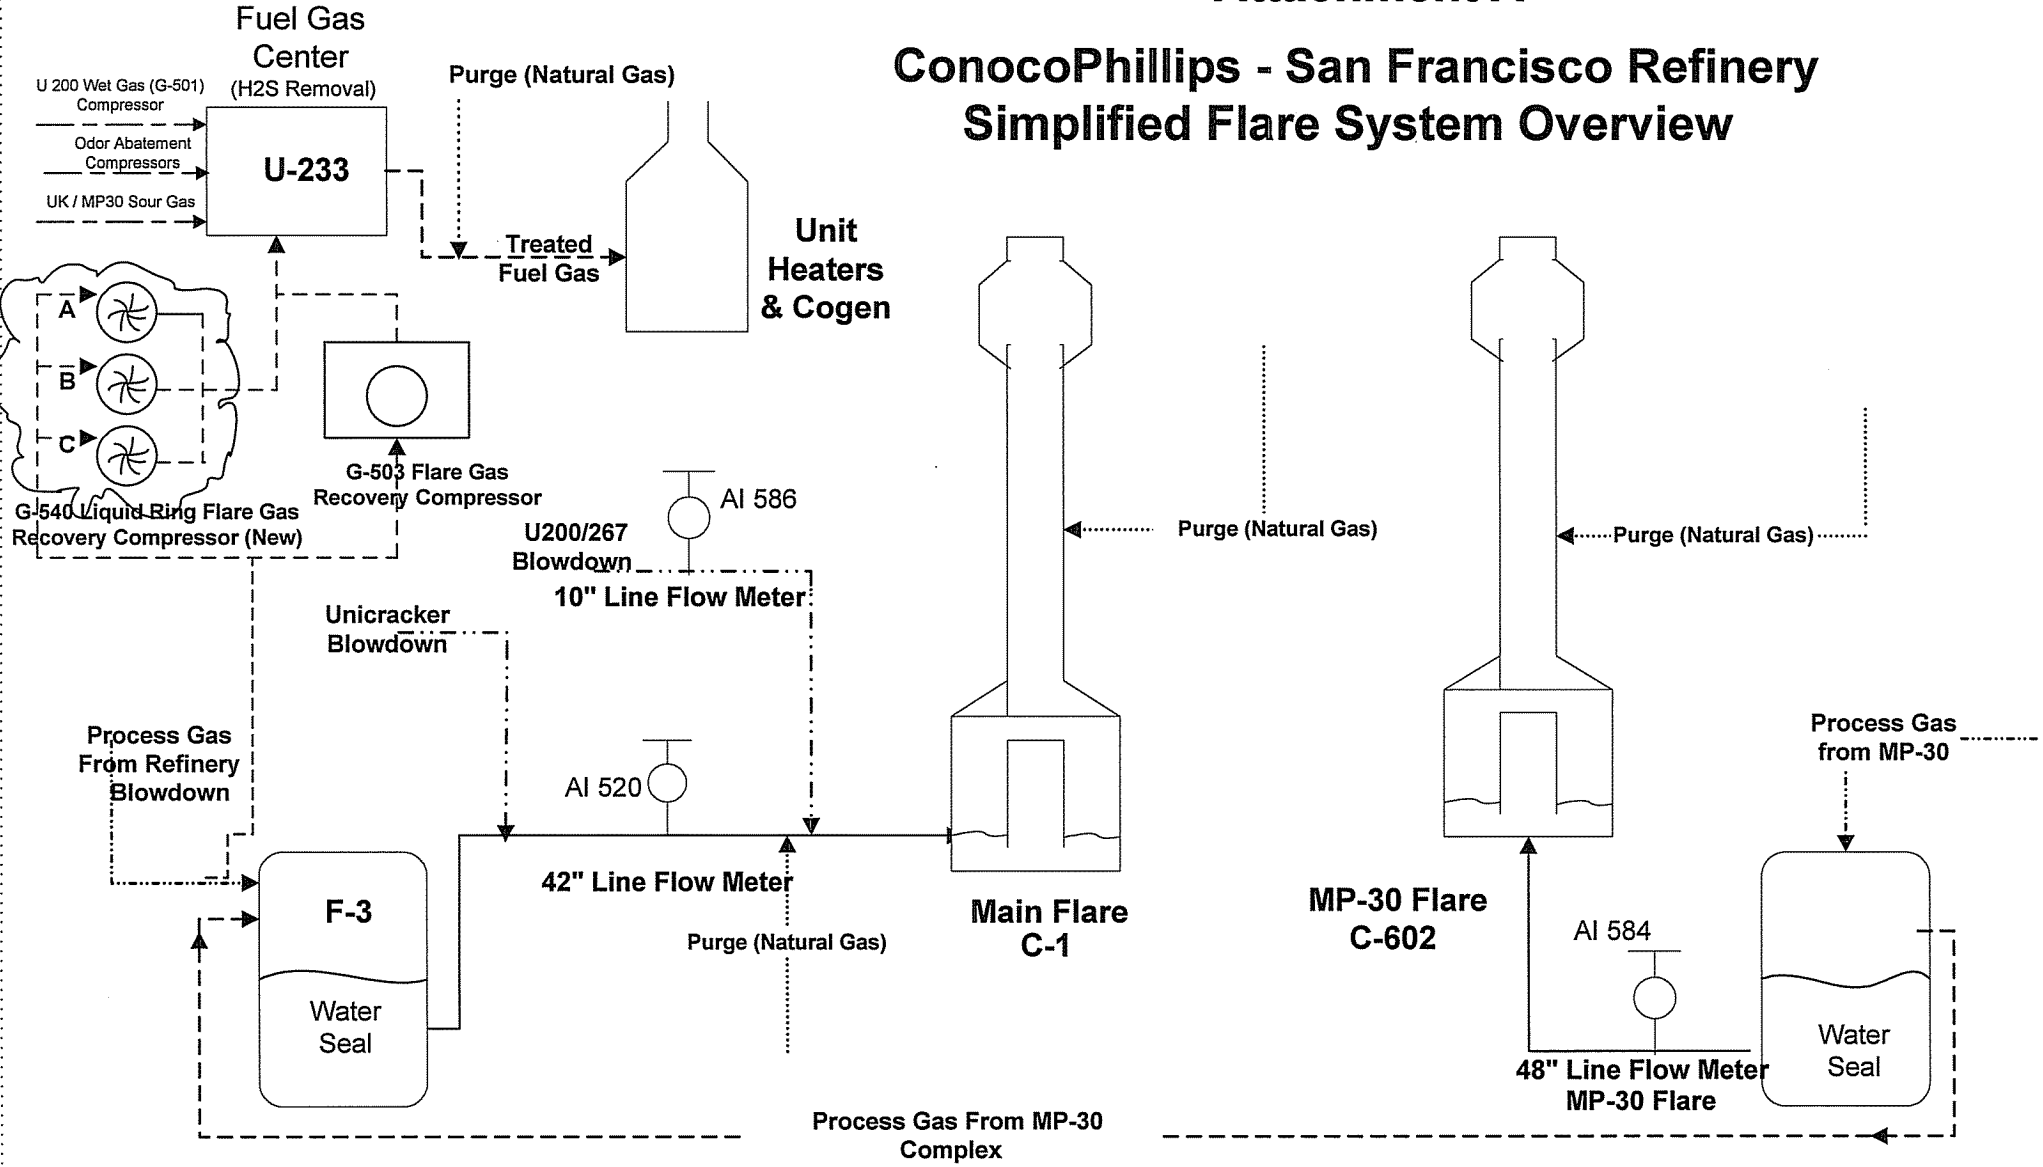 ConocoPhillips - San Francisco Refinery
Simplified Flare System Overview
Fuel Gas
Center
(H2S Removal)
U 200 Wet Gas (G-501)
Compressor
Odor Abatement
Compressors
UK / MP30 Sour Gas
U-233
Purge (Natural Gas)
Treated
Fuel Gas
Unit
Heaters
& Cogen
A
B
C
G-540 Liquid Ring Flare Gas
Recovery Compressor (New)
G-503 Flare Gas
Recovery Compressor
AI 586
U200/267
Blowdown
10" Line Flow Meter
Unicracker
Blowdown
Purge (Natural Gas)
Purge (Natural Gas)
Process Gas
From Refinery
Blowdown
AI 520
42" Line Flow Meter
Purge (Natural Gas)
F-3
Water
Seal
Main Flare
C-1
MP-30 Flare
C-602
Process Gas
from MP-30
AI 584
48" Line Flow Meter
MP-30 Flare
Water
Seal
Process Gas From MP-30
Complex